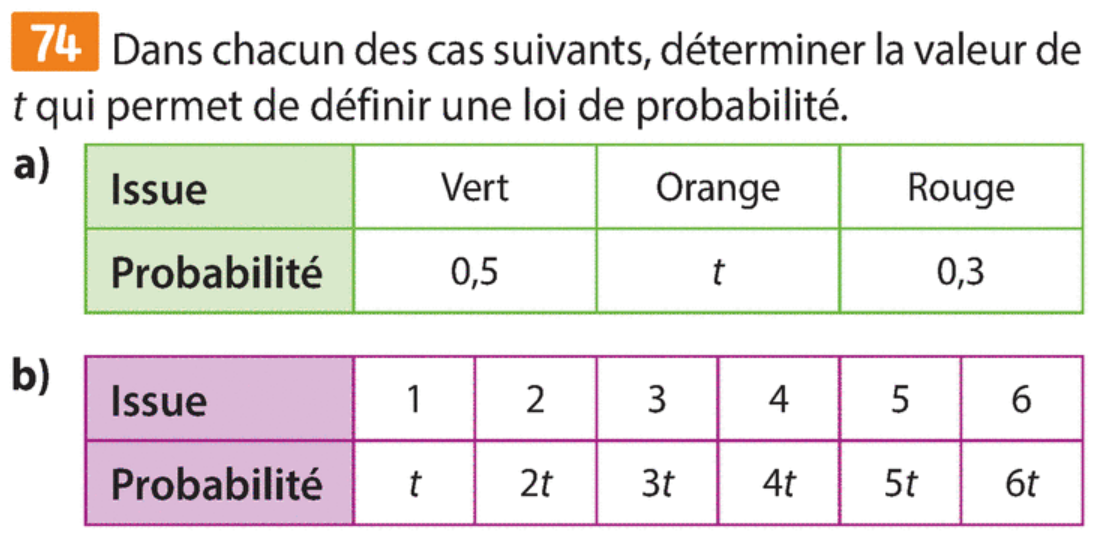 74 Dans chacun des cas suivants, déterminer la valeur de
t qui permet de définir une loi de probabilité.
a)
Issue Vert Orange Rouge
Probabilité 0,5 t 0,3
b)
Issue 1 2 3 4 5 6
Probabilité t 2t 3t 4t 5t 6t